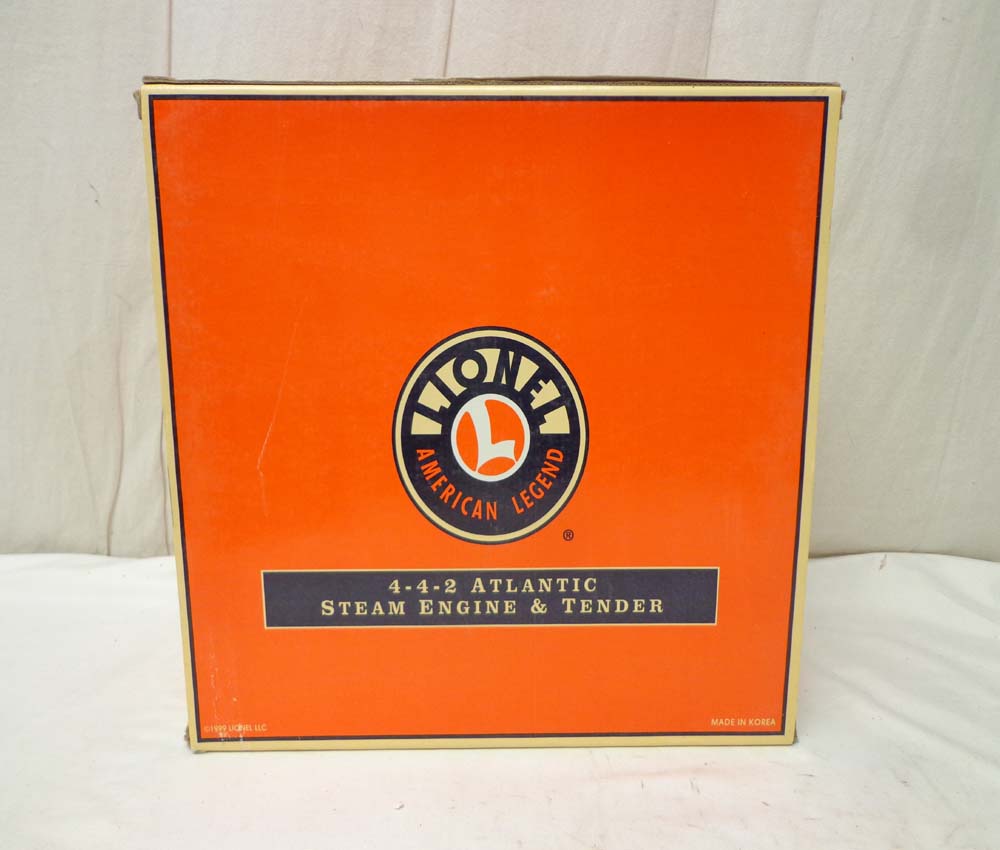 LIONEL
L
AMERICAN LEGEND
®
4-4-2 ATLANTIC
STEAM ENGINE & TENDER
©1999 LIONEL LLC
MADE IN KOREA